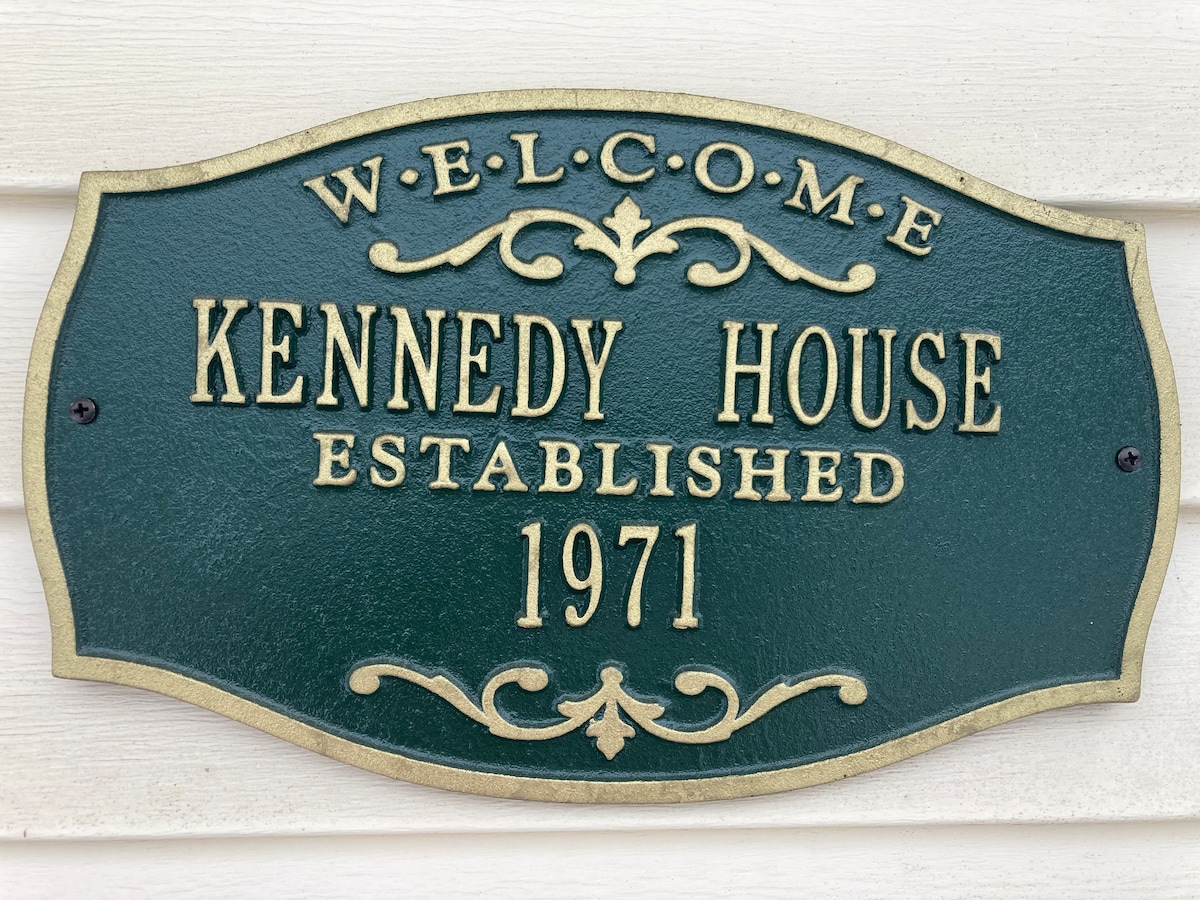 W·E·L·C·O·M·E
KENNEDY HOUSE
ESTABLISHED
1971